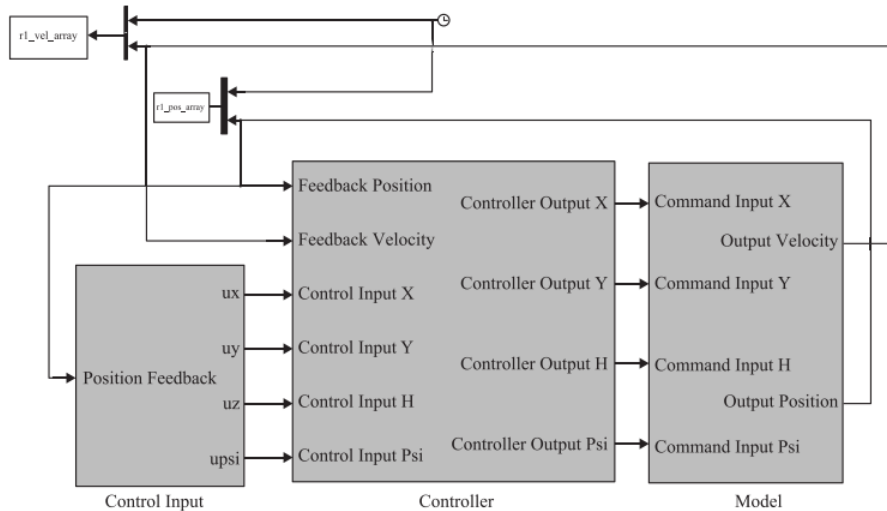 r1_vel_array
r1_pos_array
Feedback Position
Feedback Velocity
Control Input X
Control Input Y
Control Input H
Control Input Psi
Controller Output X
Controller Output Y
Controller Output H
Controller Output Psi
Command Input X
Output Velocity
Command Input Y
Command Input H
Output Position
Command Input Psi
ux
uy
Position Feedback
uz
upsi
Control Input
Controller
Model